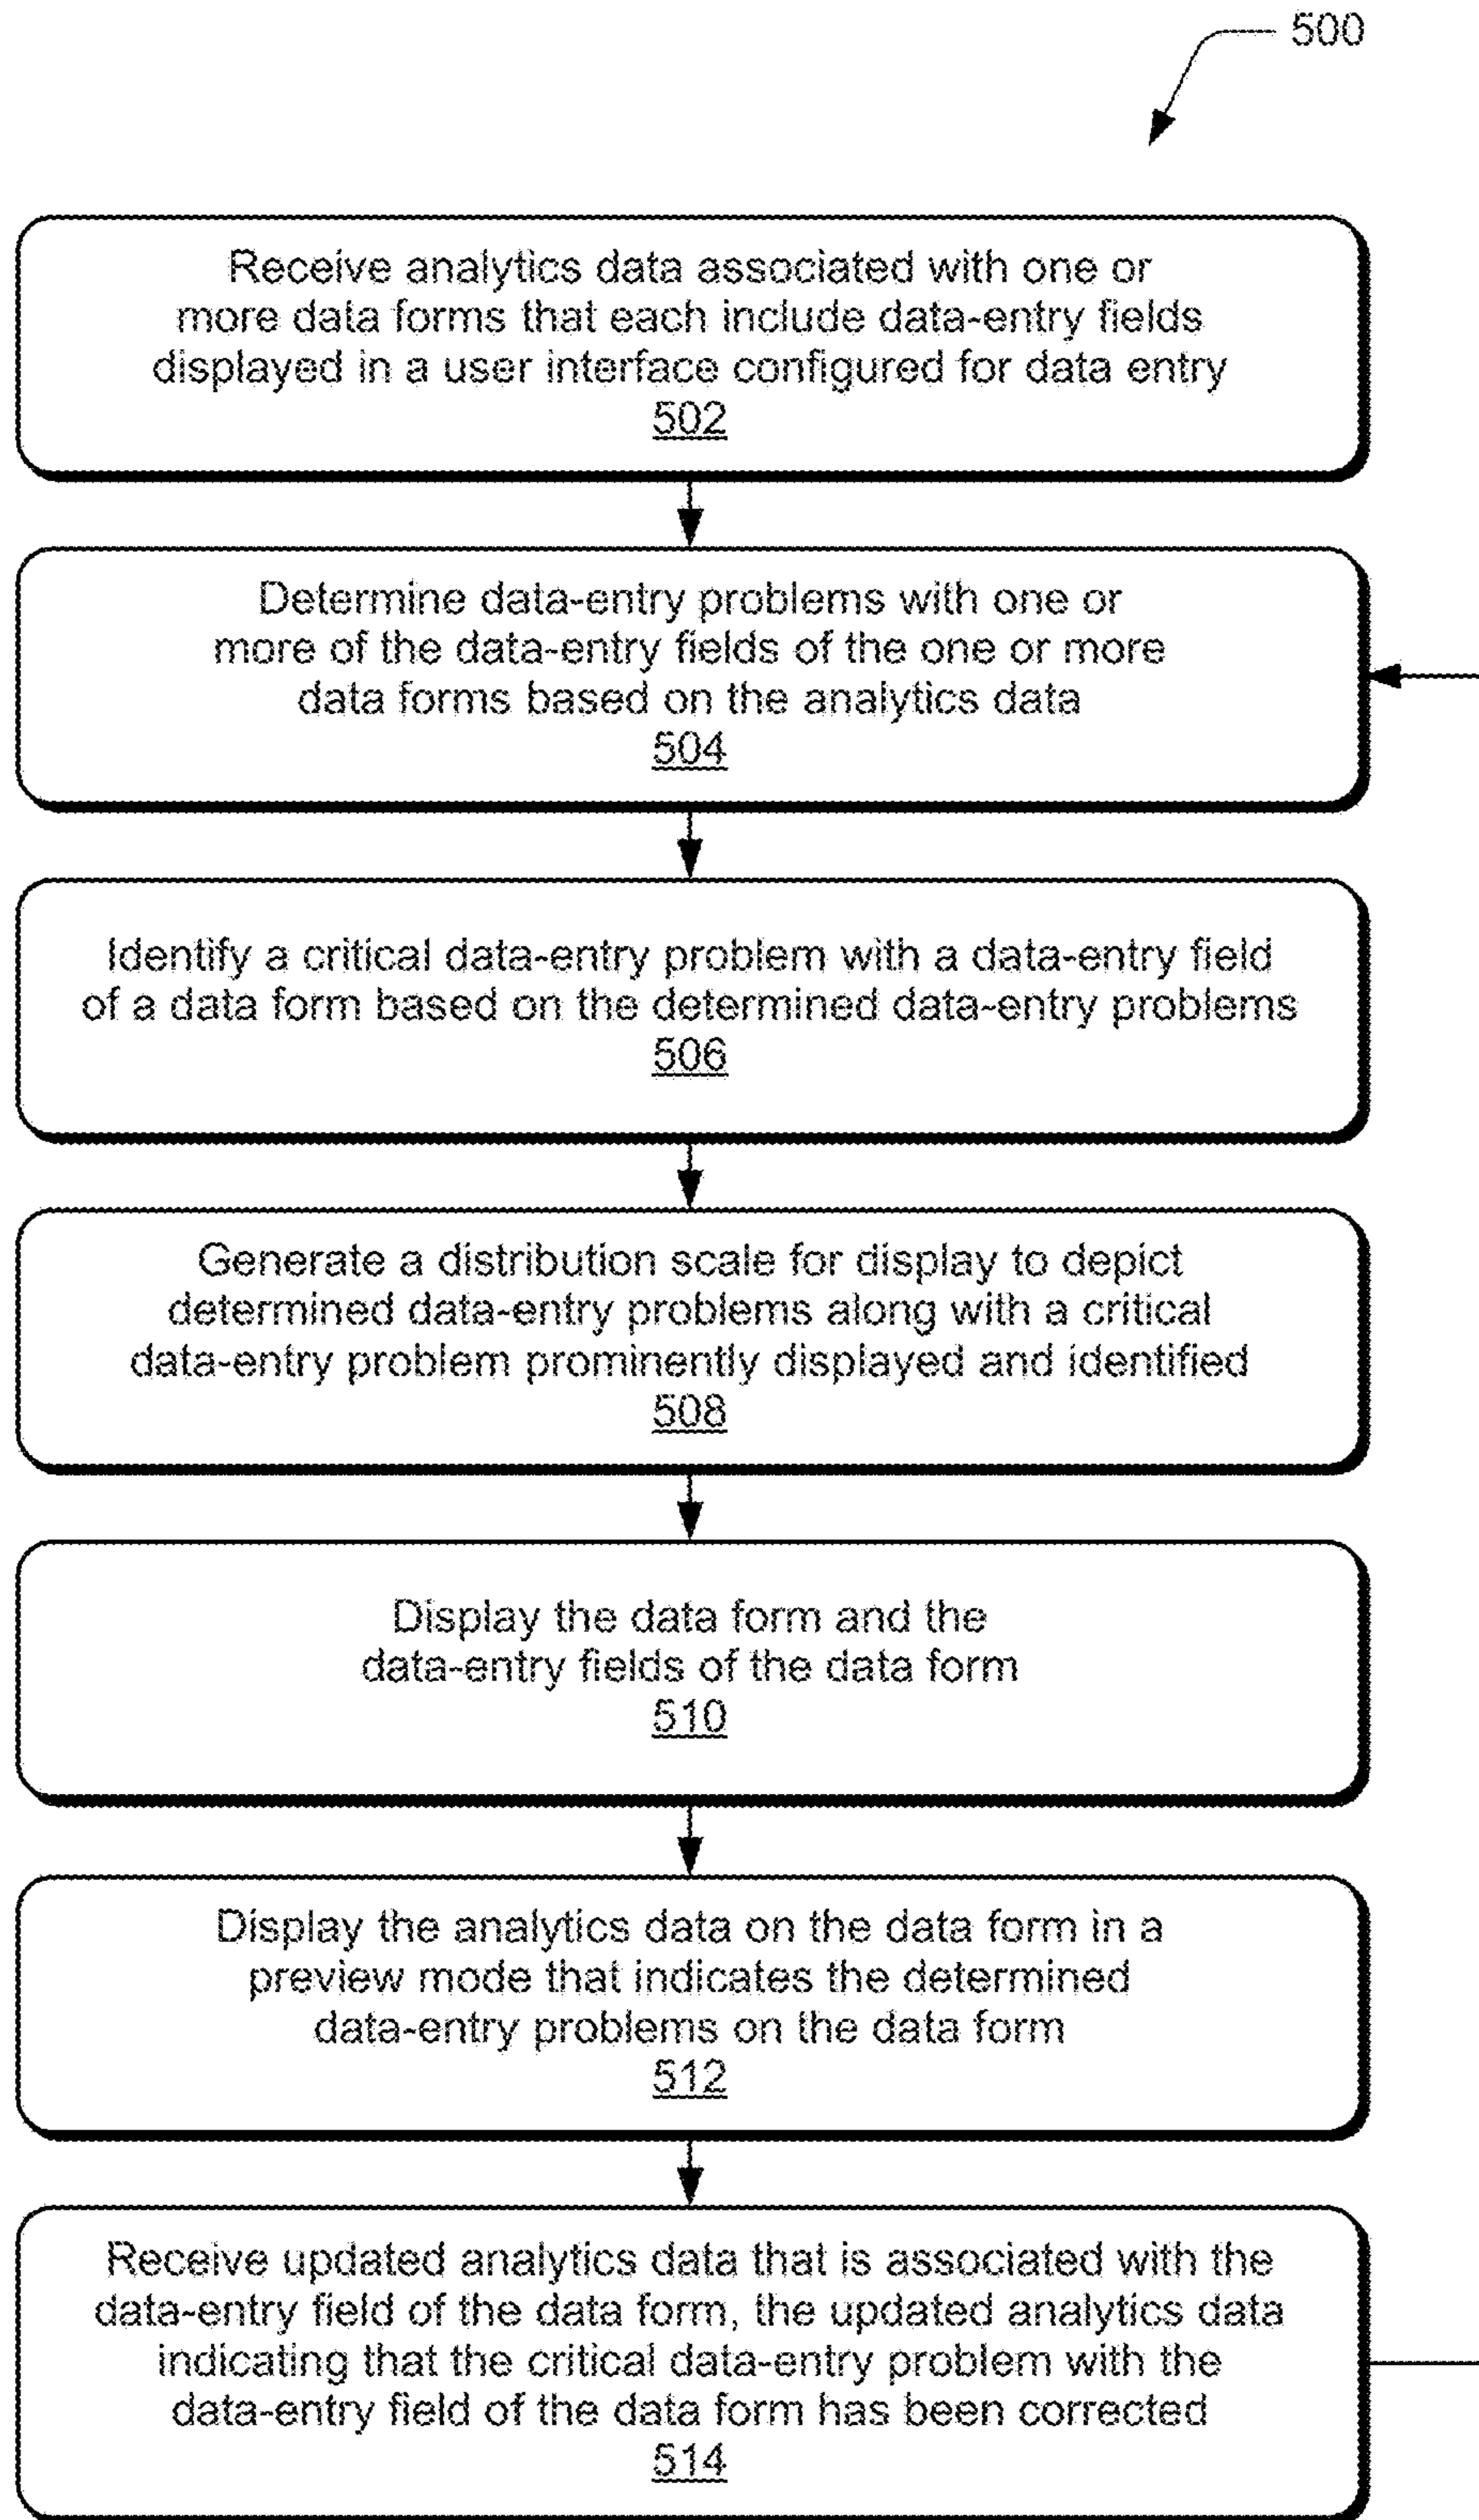 500
Receive analytics data associated with one or
more data forms that each include data-entry fields
displayed in a user interface configured for data entry
502
Determine data-entry problems with one or
more of the data-entry fields of the one or more
data forms based on the analytics data
504
Identify a critical data-entry problem with a data-entry field
of a data form based on the determined data-entry problems
506
Generate a distribution scale for display to depict
determined data-entry problems along with a critical
data-entry problem prominently displayed and identified
508
Display the data form and the
data-entry fields of the data form
510
Display the analytics data on the data form in a
preview mode that indicates the determined
data-entry problems on the data form
512
Receive updated analytics data that is associated with the
data-entry field of the data form, the updated analytics data
indicating that the critical data-entry problem with the
data-entry field of the data form has been corrected
514